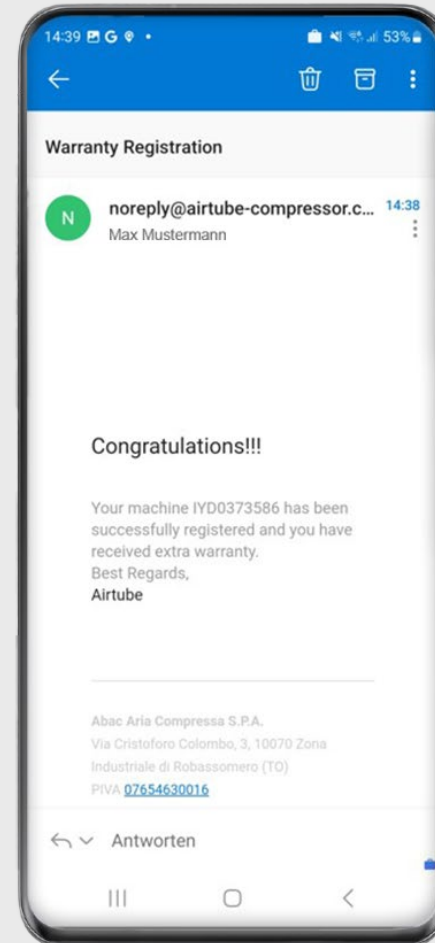 14:39 G 53%
Warranty Registration
N
noreply@airtube-compressor.c... 14:38
Max Mustermann
Congratulations!!!
Your machine IYD0373586 has been
successfully registered and you have
received extra warranty.
Best Regards,
Airtube
Abac Aria Compressa S.P.A.
Via Cristoforo Colombo, 3, 10070 Zona
Industriale di Robassomero (TO)
PIVA 07654630016
Antworten